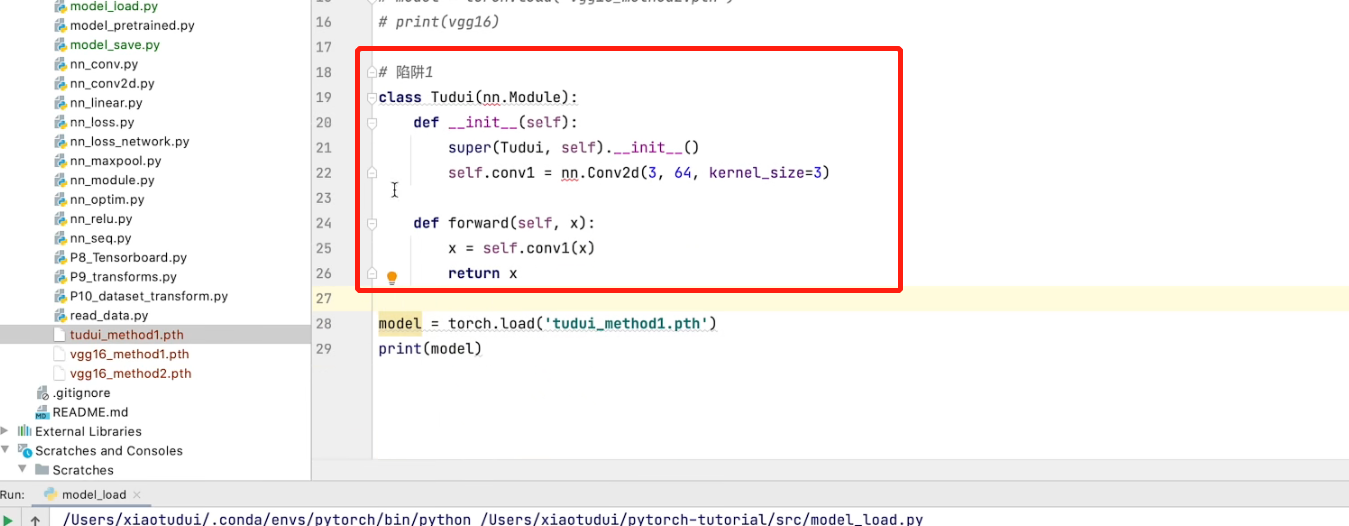 model_load.py
model_pretrained.py
model_save.py
nn_conv.py
nn_conv2d.py
nn_linear.py
nn_loss.py
nn_loss_network.py
nn_maxpool.py
nn_module.py
nn_optim.py
nn_relu.py
nn_seq.py
P8_Tensorboard.py
P9_transforms.py
P10_dataset_transform.py
read_data.py
tudui_method1.pth
vgg16_method1.pth
vgg16_method2.pth
.gitignore
MD README.md
External Libraries
Scratches and Consoles
Scratches
16 # print(vgg16)
17
18 # 陷阱1
19 class Tudui(nn.Module):
20 def __init__(self):
21 super(Tudui, self).__init__()
22 self.conv1 = nn.Conv2d(3, 64, kernel_size=3)
23
24 def forward(self, x):
25 x = self.conv1(x)
26 return x
27
28 model = torch.load('tudui_method1.pth')
29 print(model)
Run: model_load
/Users/xiaotudui/.conda/envs/pytorch/bin/python /Users/xiaotudui/pytorch-tutorial/src/model_load.py